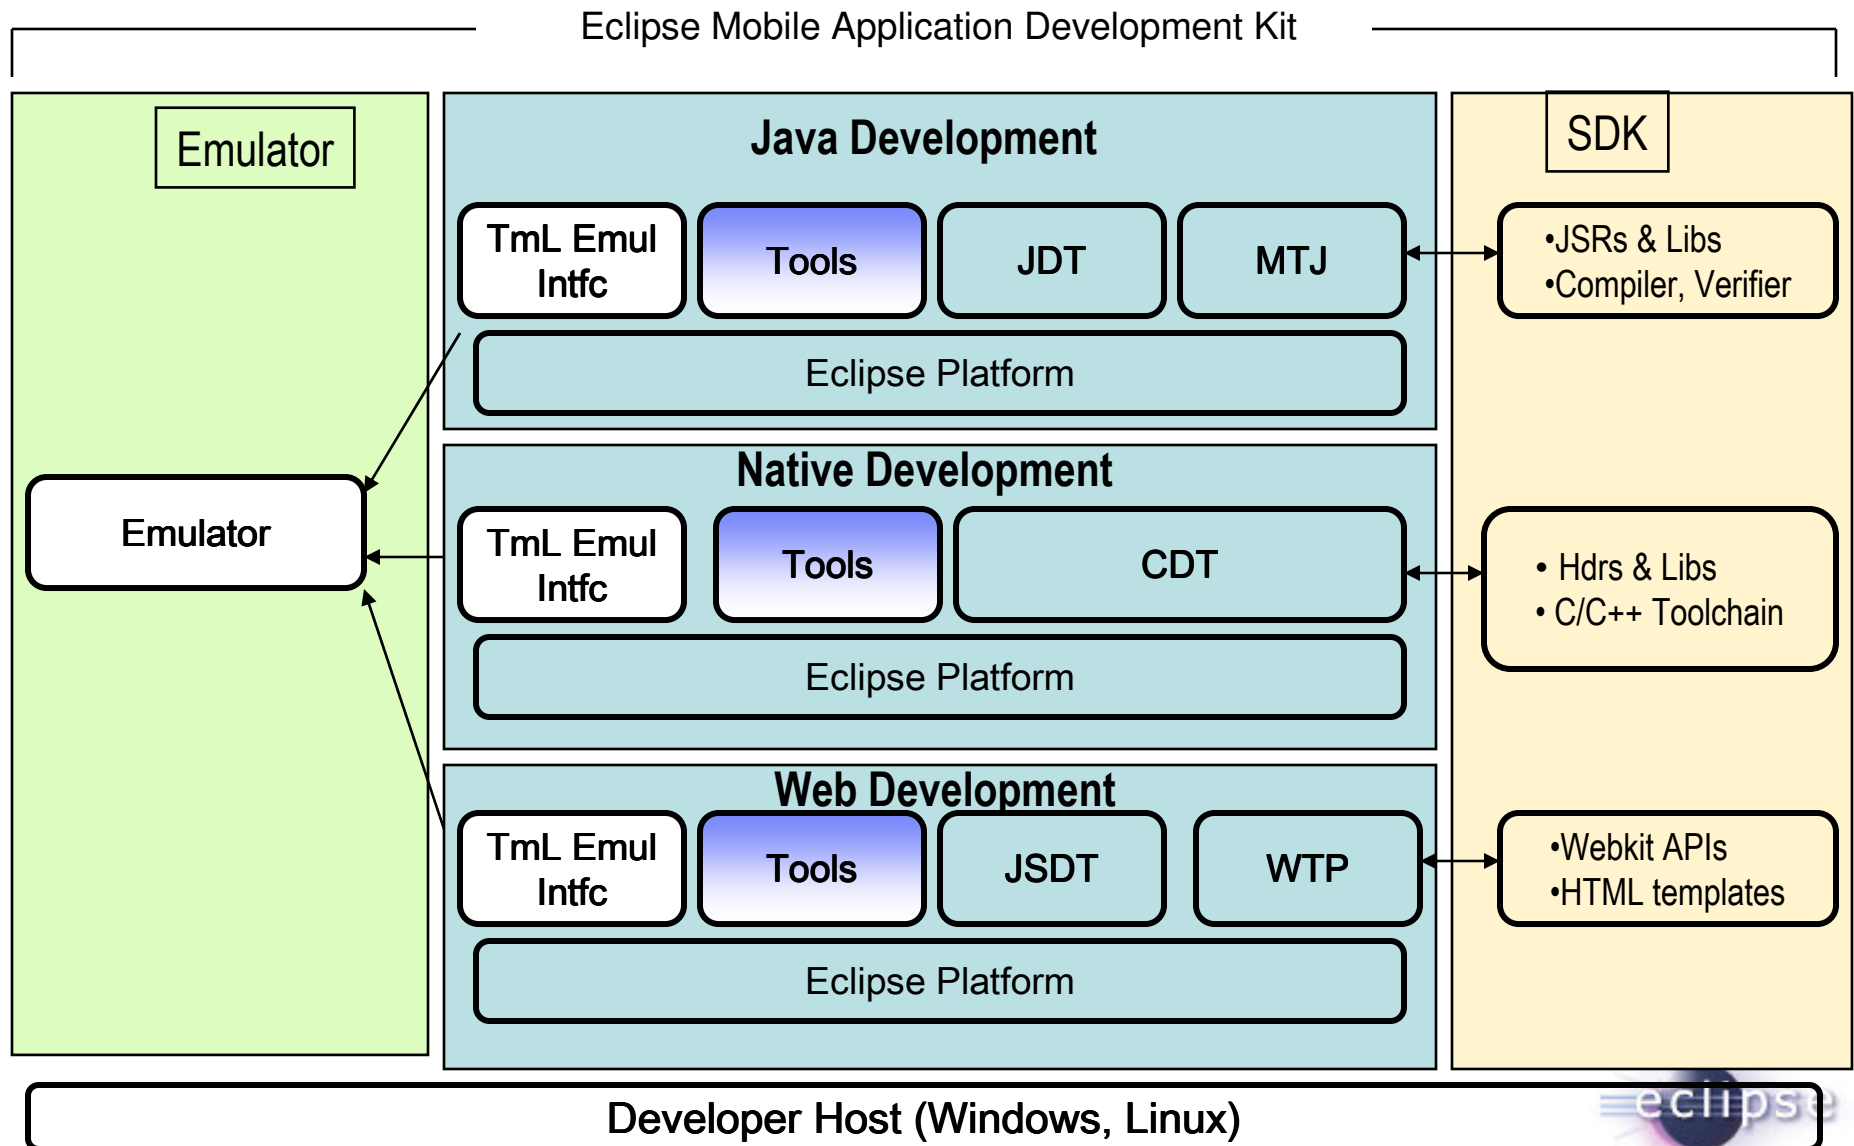 Eclipse Mobile Application Development Kit
Emulator
Emulator
Java Development
TmL Emul
Intfc
Tools
JDT
MTJ
Eclipse Platform
Native Development
TmL Emul
Intfc
Tools
CDT
Eclipse Platform
Web Development
TmL Emul
Intfc
Tools
JSDT
WTP
Eclipse Platform
SDK
•JSRs & Libs
•Compiler, Verifier
• Hdrs & Libs
• C/C++ Toolchain
•Webkit APIs
•HTML templates
Developer Host (Windows, Linux)
eclipse